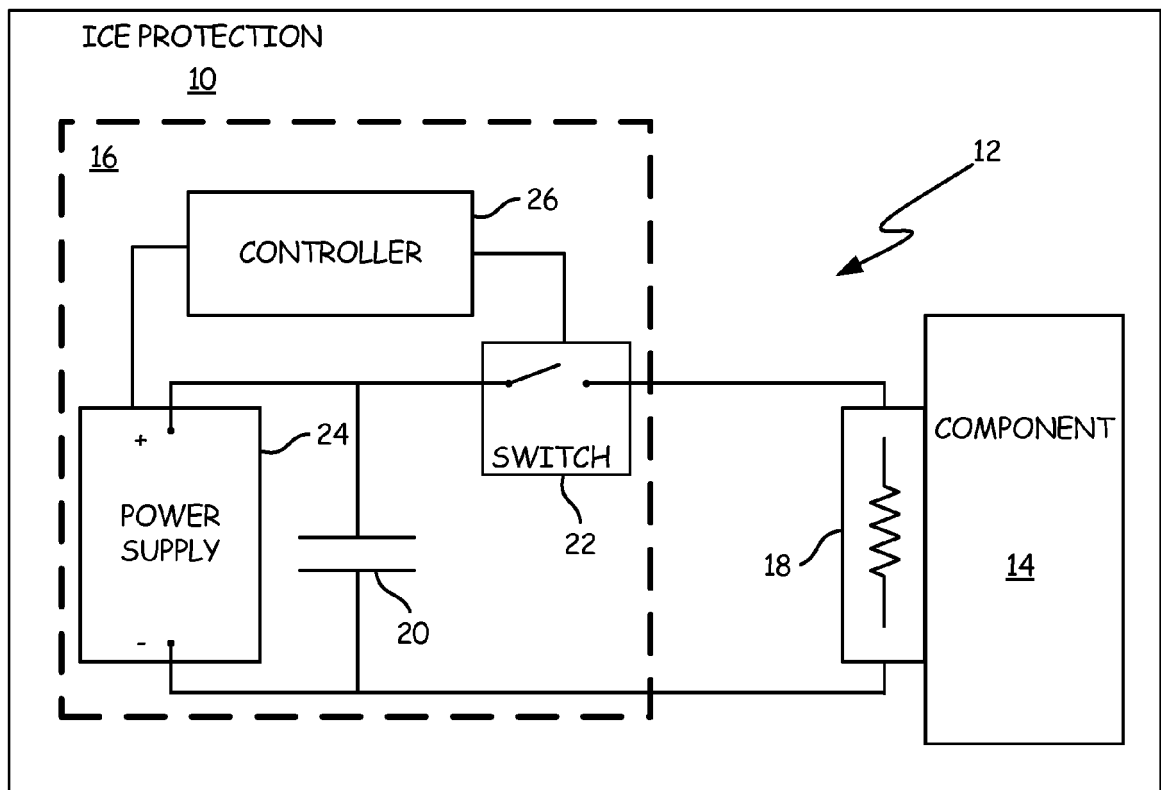 ICE PROTECTION
10
12
16
26
CONTROLLER
+
24
COMPONENT
SWITCH
POWER
SUPPLY
22
18
14
20
-